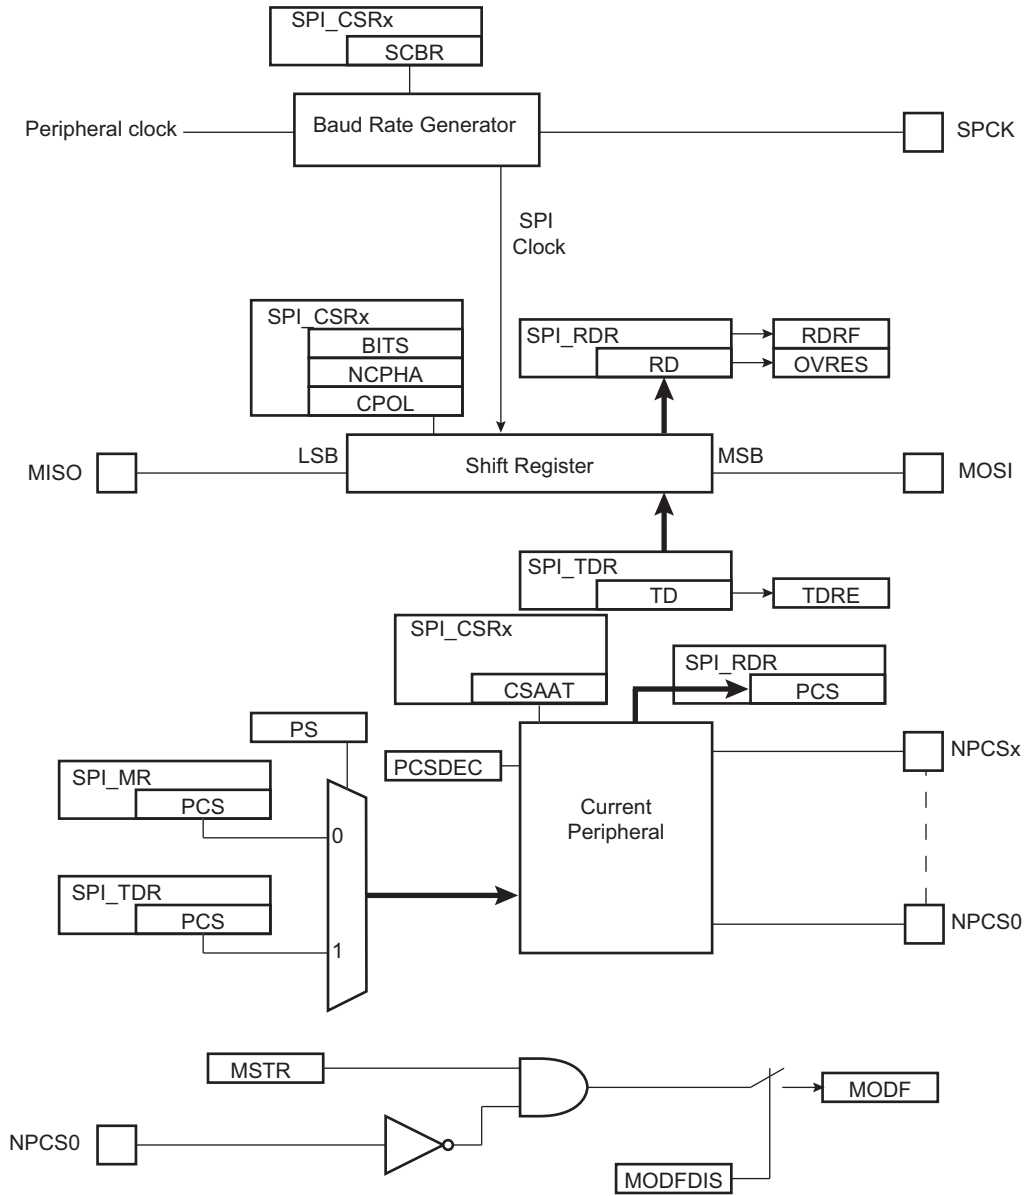 SPI_CSRx
SCBR
Peripheral clock
Baud Rate Generator
SPCK
SPI
Clock
SPI_CSRx
BITS
NCPHA
CPOL
SPI_RDR
RD
RDRF
OVRES
MISO
LSB
Shift Register
MSB
MOSI
SPI_TDR
TD
TDRE
SPI_CSRx
CSAAT
SPI_RDR
PCS
PS
PCSDEC
NPCSx
SPI_MR
PCS
0
Current
Peripheral
SPI_TDR
PCS
1
NPCS0
MSTR
MODF
NPCS0
MODFDIS